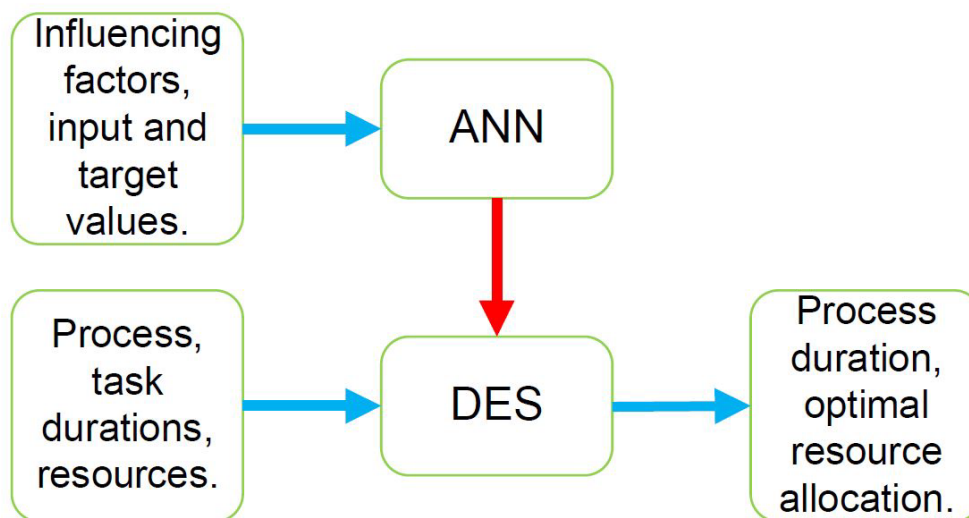 Influencing
factors,
input and
target
values.
ANN
Process,
task
durations,
resources.
DES
Process
duration,
optimal
resource
allocation.